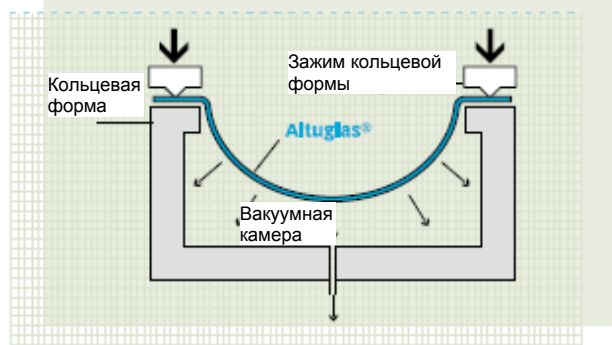 Зажим кольцевой
формы
Кольцевая
форма
Altuglas®
Вакуумная
камера